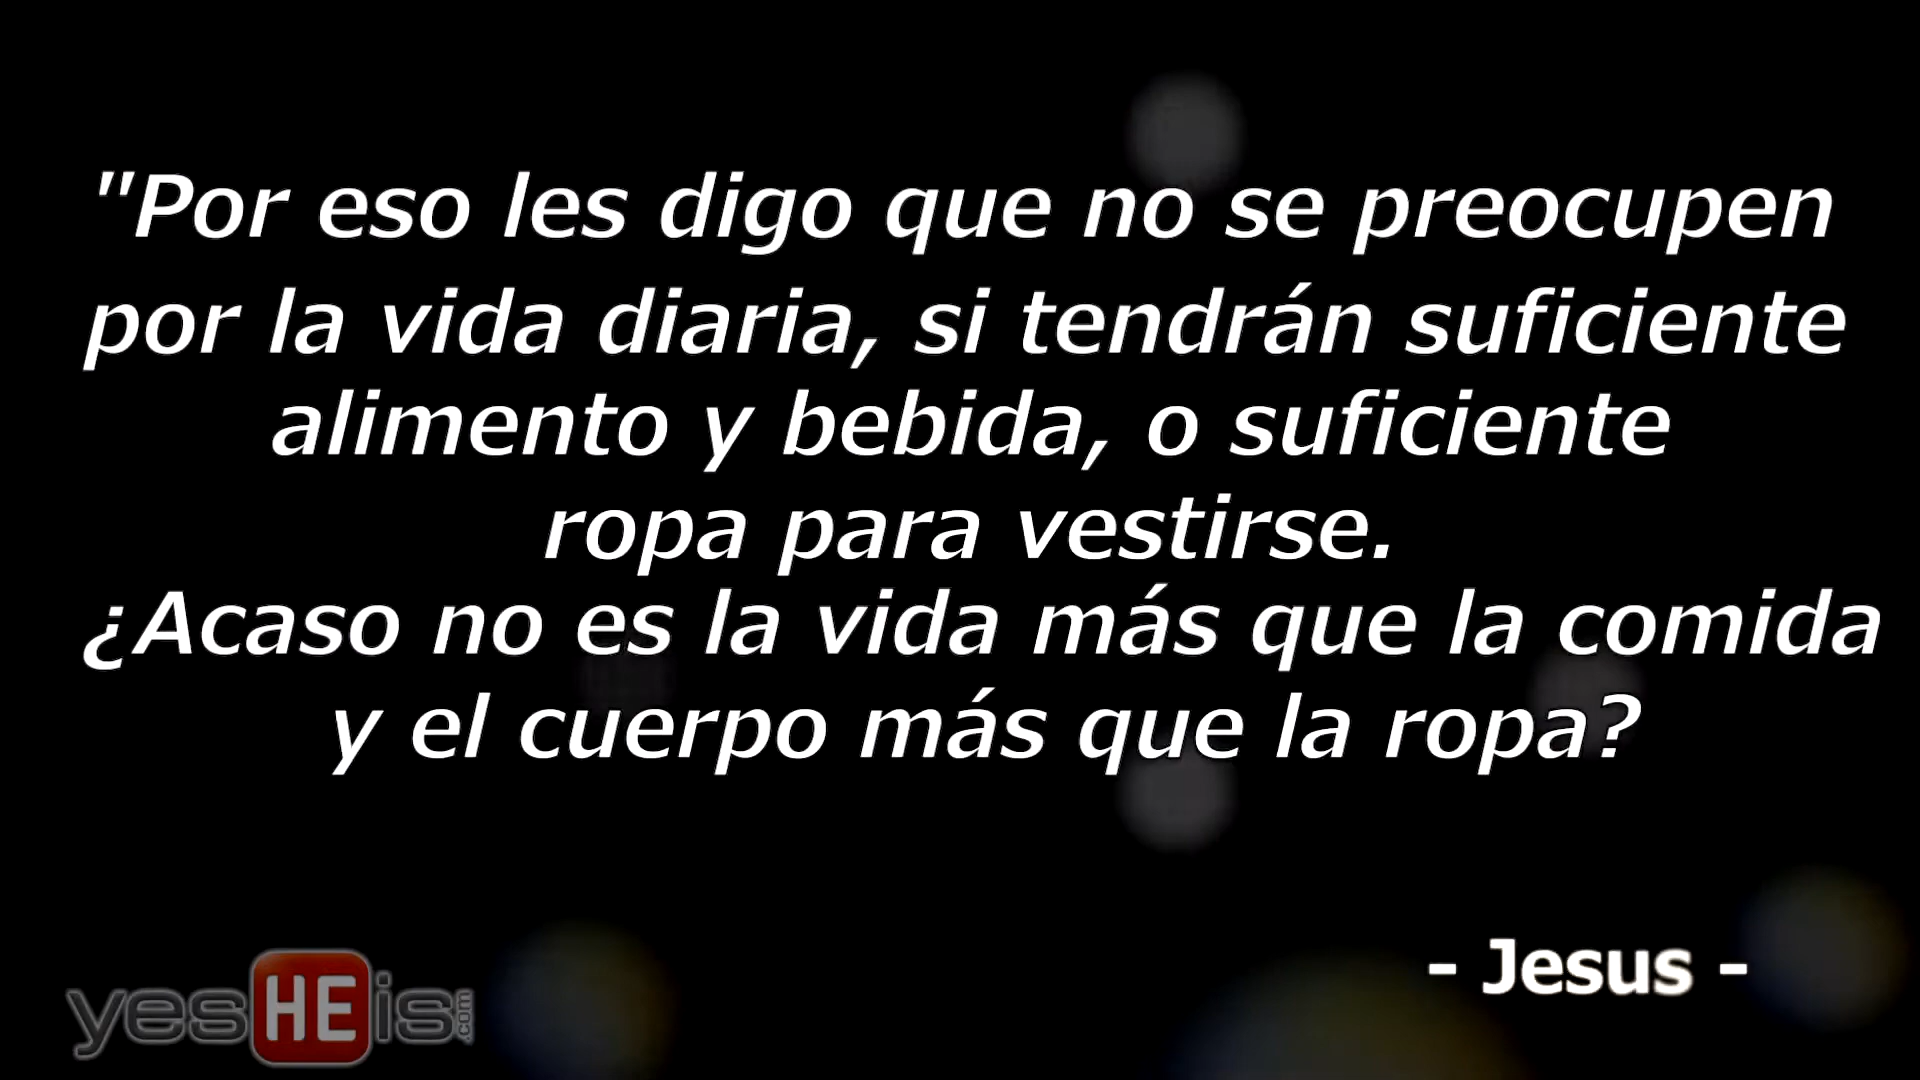 "Por eso les digo que no se preocupen
por la vida diaria, si tendrán suficiente
alimento y bebida, o suficiente
ropa para vestirse.
¿Acaso no es la vida más que la comida
y el cuerpo más que la ropa?
- Jesus -
yesHEis.com